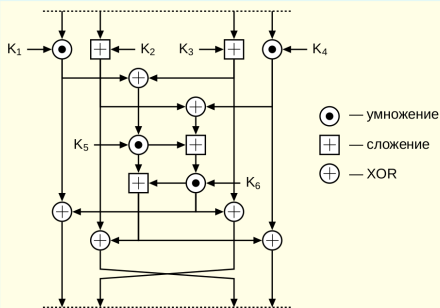 K₁ K₂ K₃ K₄
— умножение
K₅ — сложение
— XOR
K₆